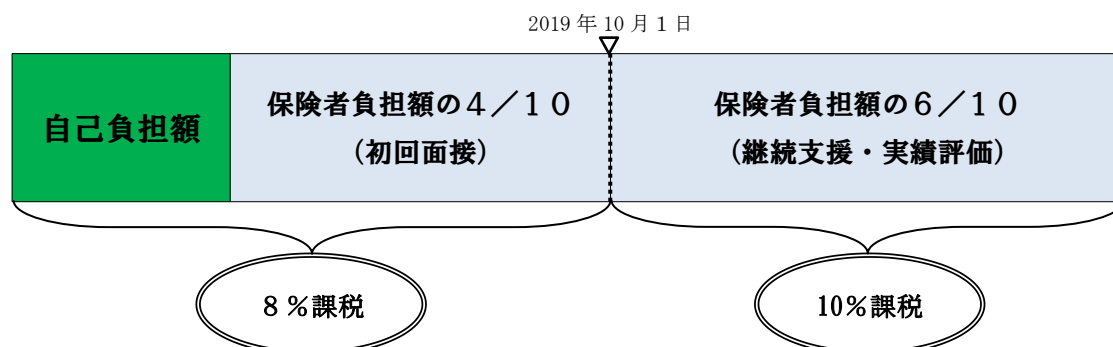 2019年10月1日
自己負担額
保険者負担額の4/10
(初回面接)
保険者負担額の6/10
(継続支援・実績評価)
8%課税
10%課税